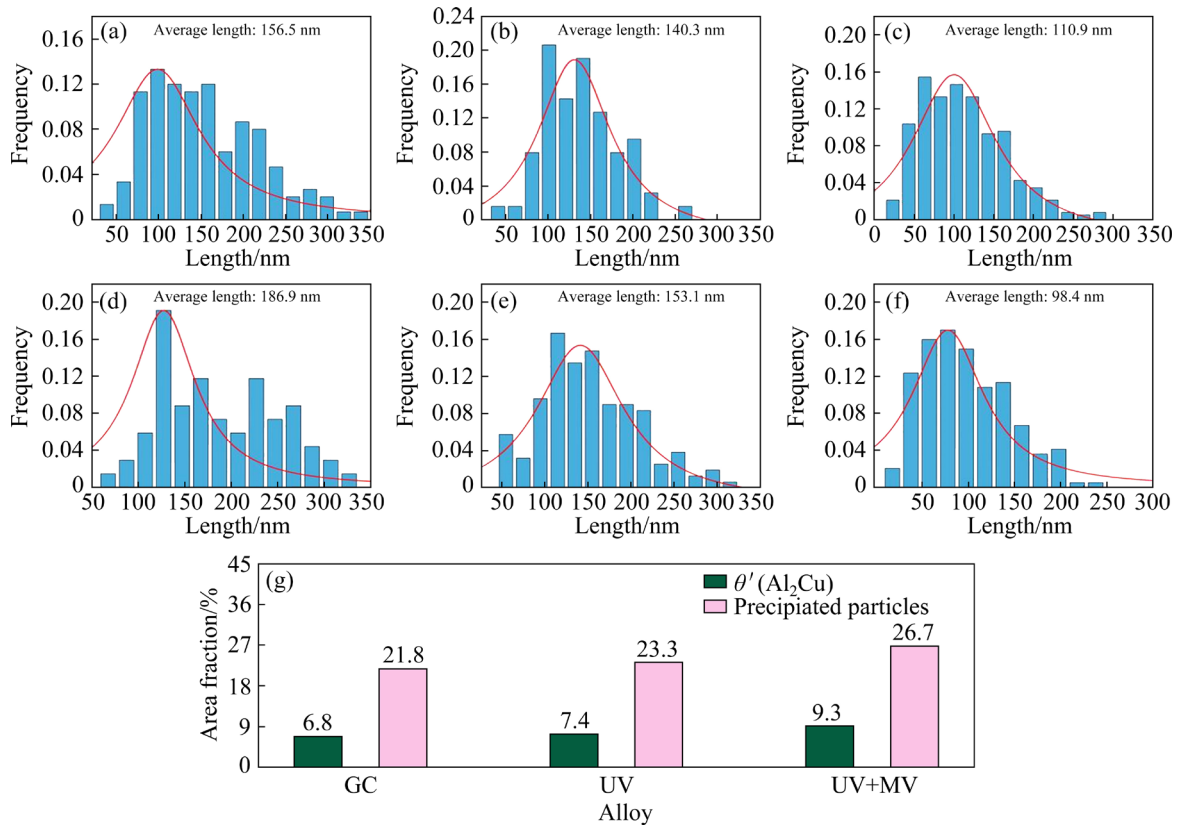 (a) Average length: 156.5 nm
0.16
0.12
0.08
0.04
0
Frequency
50 100 150 200 250 300 350
Length/nm
(b) Average length: 140.3 nm
0.24
0.20
0.16
0.12
0.08
0.04
0
Frequency
50 100 150 200 250 300 350
Length/nm
(c) Average length: 110.9 nm
0.20
0.16
0.12
0.08
0.04
0
Frequency
0 50 100 150 200 250 300 350
Length/nm
(d) Average length: 186.9 nm
0.20
0.16
0.12
0.08
0.04
0
Frequency
50 100 150 200 250 300 350
Length/nm
(e) Average length: 153.1 nm
0.20
0.16
0.12
0.08
0.04
0
Frequency
50 100 150 200 250 300 350
Length/nm
(f) Average length: 98.4 nm
0.20
0.16
0.12
0.08
0.04
0
Frequency
50 100 150 200 250 300
Length/nm
(g)
45
36
27
18
9
0
Area fraction/%
θ′ (Al₂Cu)
Precipiated particles
6.8 21.8 7.4 23.3 9.3 26.7
GC UV UV+MV
Alloy